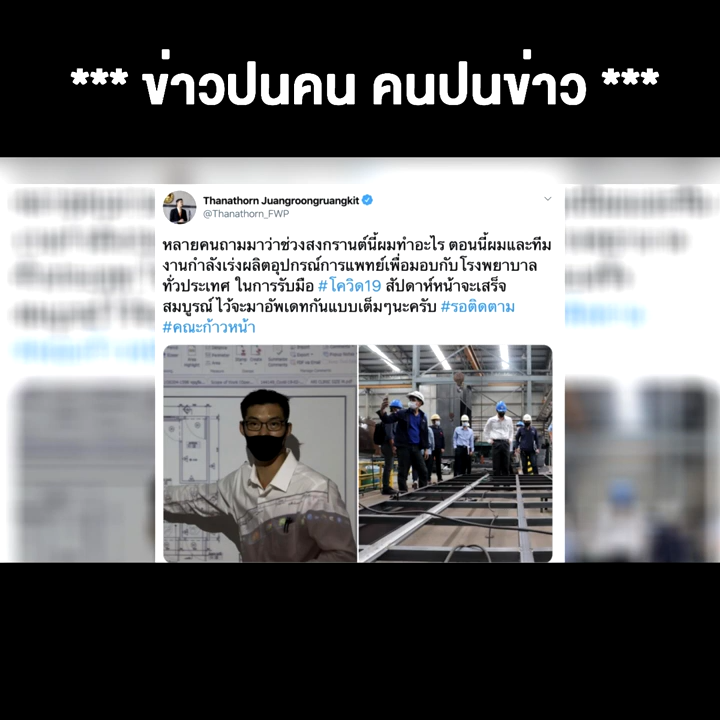 *** ข่าวปนคน คนปนข่าว ***
Thanathorn Juangroongruangkit
@Thanathorn_FWP
หลายคนถามมาว่าช่วงสงกรานต์นี้ผมทำอะไร ตอนนี้ผมและทีม
งานกำลังเร่งผลิตอุปกรณ์การแพทย์เพื่อมอบกับโรงพยาบาล
ทั่วประเทศ ในการรับมือ #โควิด19 สัปดาห์หน้าจะเสร็จ
สมบูรณ์ ไว้จะมาอัพเดทกันแบบเต็มๆนะครับ #รอติดตาม
#คณะก้าวหน้า